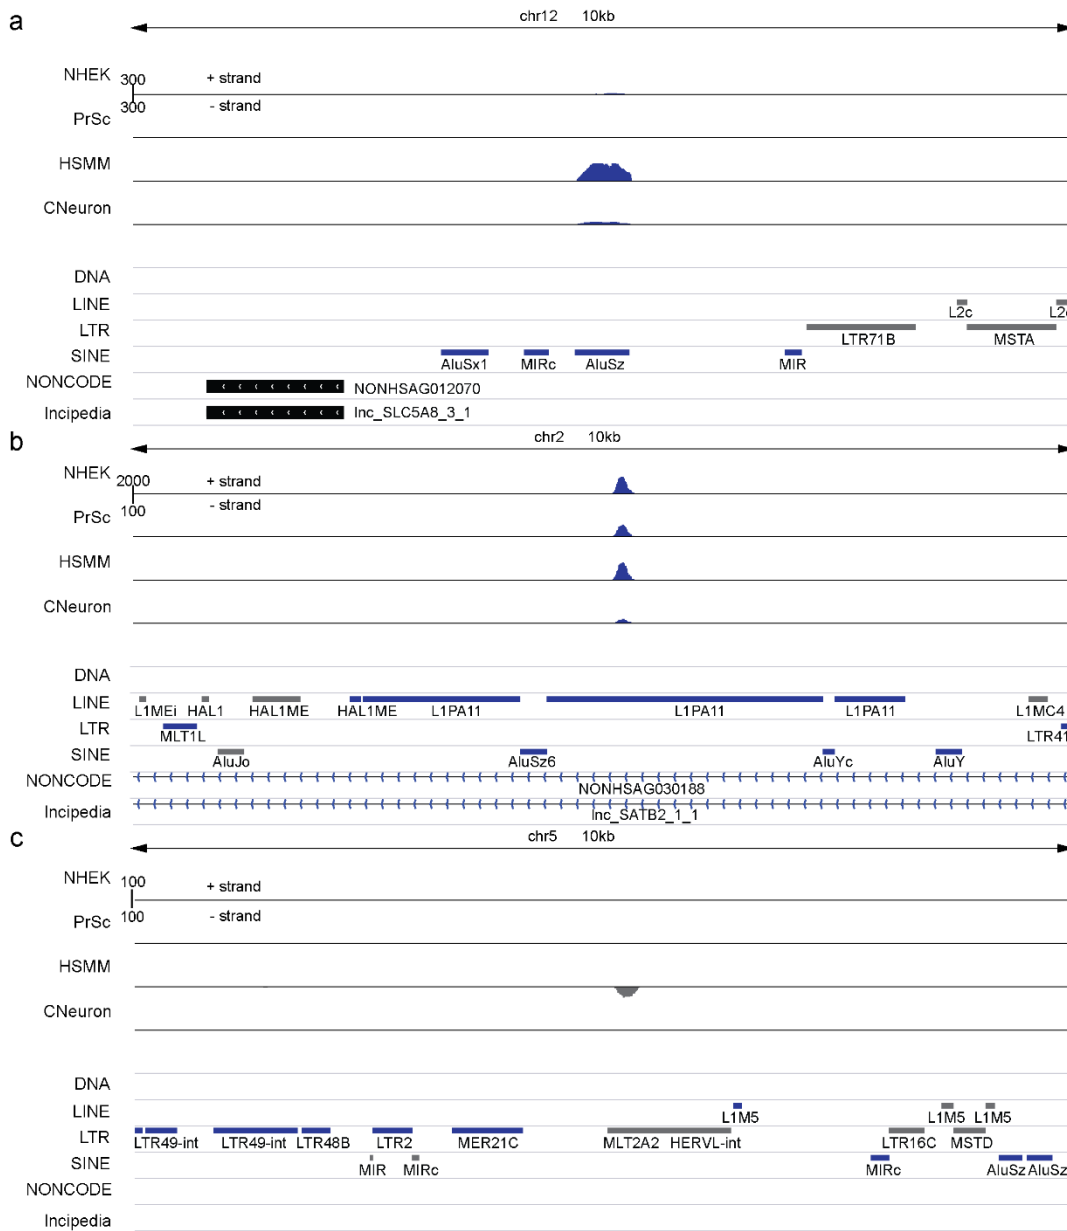 a
chr12 10kb
NHEK 300 + strand
300 - strand
PrSc
HSMM
CNeuron
DNA
LINE
L2c L2c
LTR
LTR71B MSTA
SINE
AluSx1 MIRc AluSz MIR
NONCODE NONHSAG012070
Incipedia lnc_SLC5A8_3_1
b
chr2 10kb
NHEK 2000 + strand
100 - strand
PrSc
HSMM
CNeuron
DNA
LINE
L1MEi HAL1 HAL1ME HAL1ME L1PA11 L1PA11 L1PA11 L1MC4
LTR
MLT1L LTR41
SINE
AluJo AluSz6 AluYc AluY
NONCODE
NONHSAG030188
Incipedia
lnc_SATB2_1_1
c
chr5 10kb
NHEK 100 + strand
100 - strand
PrSc
HSMM
CNeuron
DNA
LINE
L1M5 L1M5 L1M5
LTR
LTR49-int LTR49-int LTR48B LTR2 MER21C MLT2A2 HERVL-int LTR16C MSTD
SINE
MIR MIRc MIRc AluSz AluSz
NONCODE
Incipedia